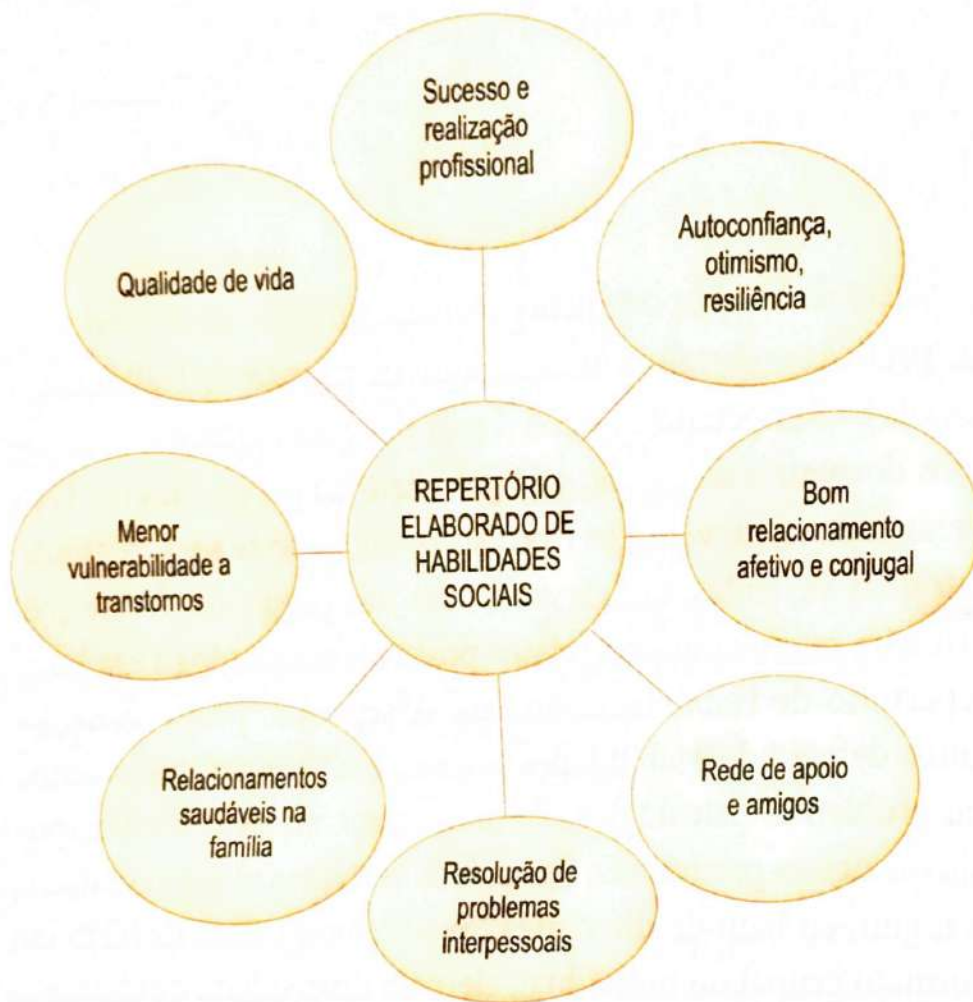 Sucesso e
realização
profissional
Autoconfiança,
otimismo,
resiliência
Qualidade de vida
REPERTÓRIO
ELABORADO DE
HABILIDADES
SOCIAIS
Bom
relacionamento
afetivo e conjugal
Menor
vulnerabilidade a
transtornos
Rede de apoio
e amigos
Relacionamentos
saudáveis na
família
Resolução de
problemas
interpessoais